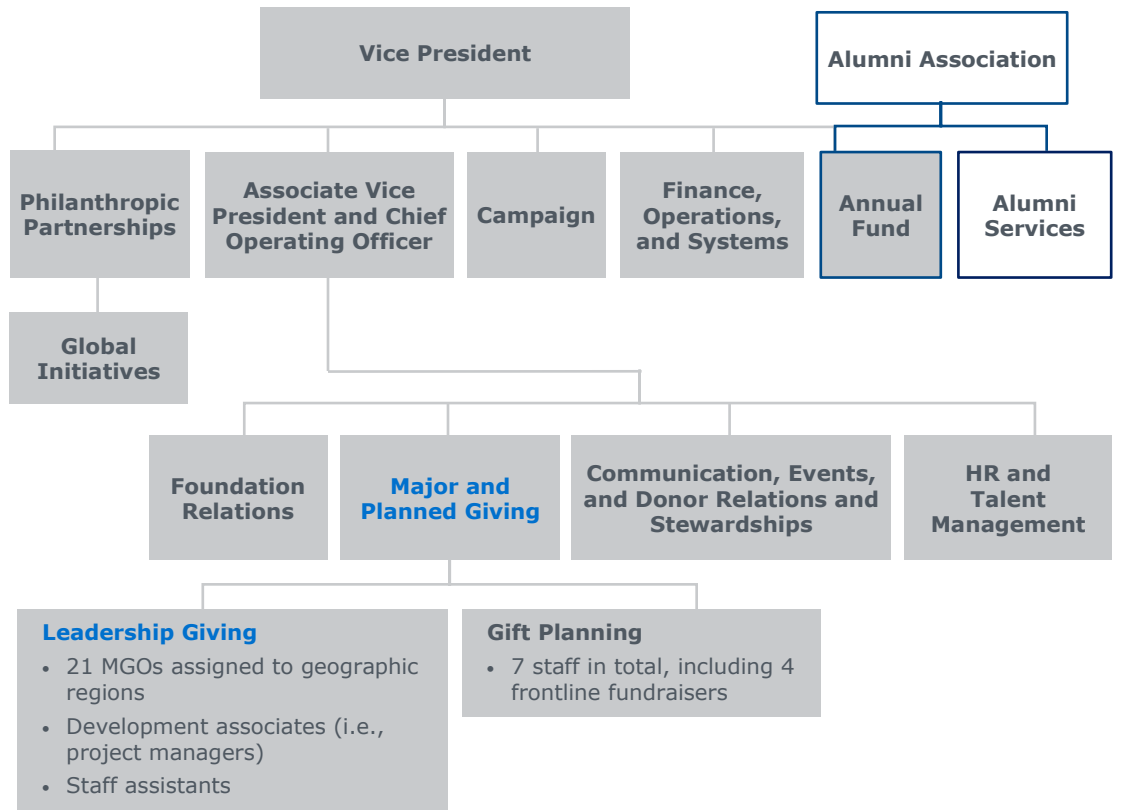 Vice President
Alumni Association
Philanthropic
Partnerships
Associate Vice
President and Chief
Operating Officer
Campaign
Finance,
Operations,
and Systems
Annual
Fund
Alumni
Services
Global
Initiatives
Foundation
Relations
Major and
Planned Giving
Communication, Events,
and Donor Relations and
Stewardships
HR and
Talent
Management
Leadership Giving
• 21 MGOs assigned to geographic
regions
• Development associates (i.e.,
project managers)
• Staff assistants
Gift Planning
• 7 staff in total, including 4
frontline fundraisers